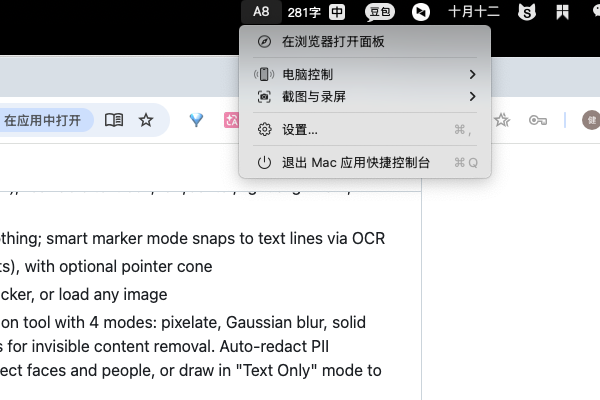 A8 281字 中 豆包 十月十二
在浏览器打开面板
电脑控制
截图与录屏
设置... ⌘ ,
退出 Mac 应用快捷控制台 ⌘ Q
在应用中打开
健
othing; smart marker mode snaps to text lines via OCR
ts), with optional pointer cone
cker, or load any image
on tool with 4 modes: pixelate, Gaussian blur, solid
s for invisible content removal. Auto-redact PII
ect faces and people, or draw in "Text Only" mode to